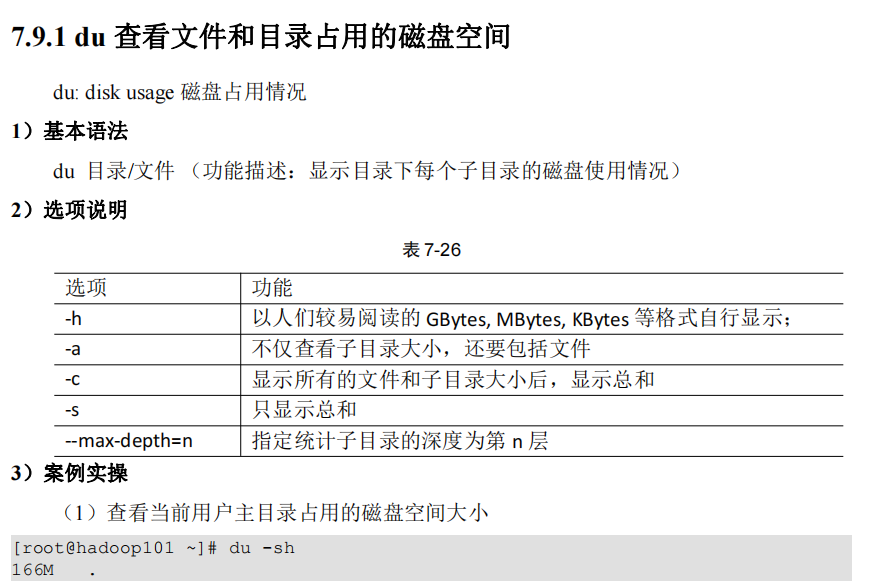 7.9.1 du 查看文件和目录占用的磁盘空间
du: disk usage 磁盘占用情况
1）基本语法
du 目录/文件 （功能描述：显示目录下每个子目录的磁盘使用情况）
2）选项说明
表 7-26
选项 功能
-h 以人们较易阅读的 GBytes, MBytes, KBytes 等格式自行显示；
-a 不仅查看子目录大小，还要包括文件
-c 显示所有的文件和子目录大小后，显示总和
-s 只显示总和
--max-depth=n 指定统计子目录的深度为第 n 层
3）案例实操
（1）查看当前用户主目录占用的磁盘空间大小
[root@hadoop101 ~]# du -sh
166M .